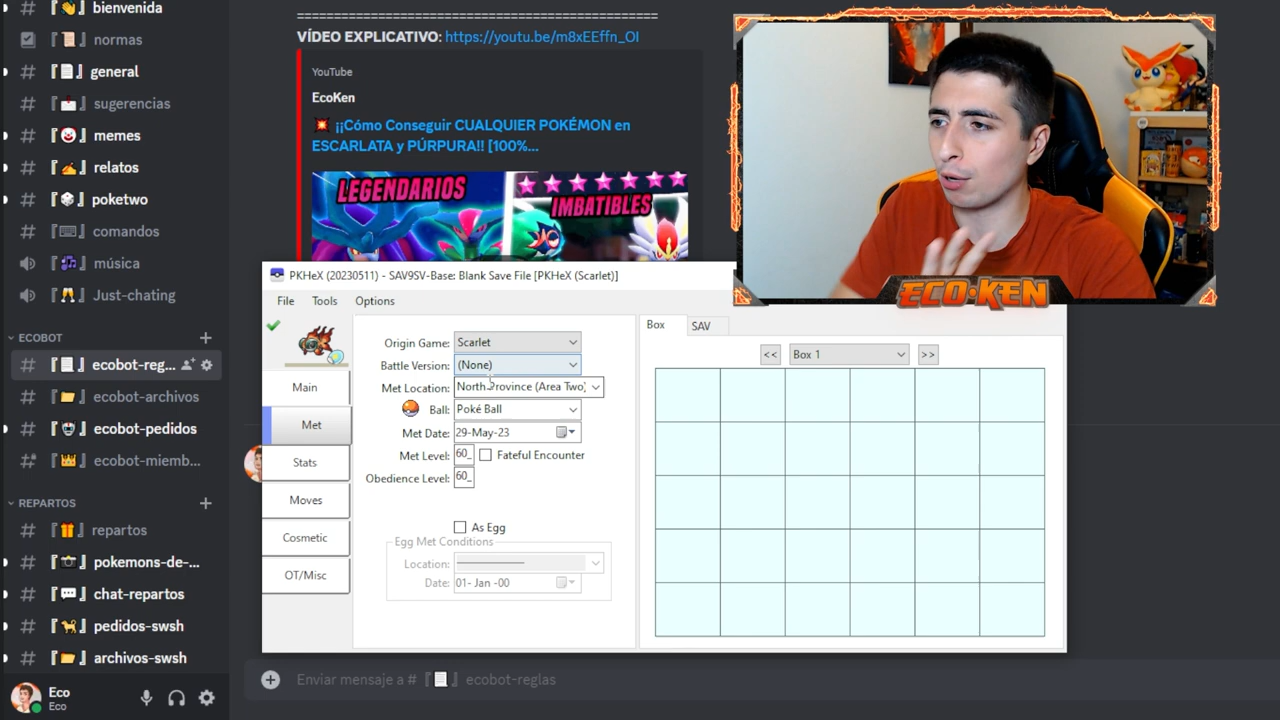 bienvenida
# 『📜』 normas
# 『📃』 general
# 『📩』 sugerencias
# 『🤡』 memes
# 『✍️』 relatos
# 『🎲』 poketwo
# 『⌨️』 comandos
『🎶』 música
『🥂』 Just-chating
ECOBOT
# 『📃』 ecobot-reg...
# 『📂』 ecobot-archivos
# 『』 ecobot-pedidos
# 『👑』 ecobot-miemb...
REPARTOS
# 『🎁』 repartos
# 『📷』 pokemons-de-...
# 『💬』 chat-repartos
# 『🐕』 pedidos-swsh
# 『📂』 archivos-swsh
Eco
Eco
=============================================
VÍDEO EXPLICATIVO: https://youtu.be/m8xEEffn_OI
YouTube
EcoKen
💥 ¡¡Cómo Conseguir CUALQUIER POKÉMON en
ESCARLATA y PÚRPURA!! [100%...
LEGENDARIOS
IMBATIBLES
ECO·KEN
PKHeX (20230511) - SAV9SV-Base: Blank Save File [PKHeX (Scarlet)]
File Tools Options
Main
Met
Stats
Moves
Cosmetic
OT/Misc
Origin Game: Scarlet
Battle Version: (None)
Met Location: North Province (Area Two)
Ball: Poké Ball
Met Date: 29-May-23
Met Level: 60_ Fateful Encounter
Obedience Level: 60_
As Egg
Egg Met Conditions
Location:
Date: 01- Jan -00
Box SAV
<< Box 1 >>
Enviar mensaje a # 『📃』 ecobot-reglas